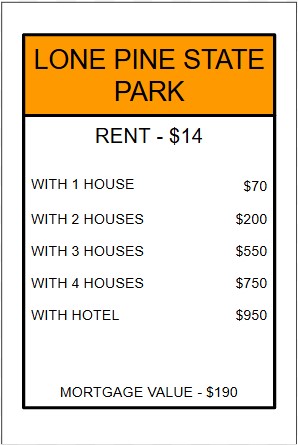 LONE PINE STATE
PARK
RENT - $14
WITH 1 HOUSE $70
WITH 2 HOUSES $200
WITH 3 HOUSES $550
WITH 4 HOUSES $750
WITH HOTEL $950
MORTGAGE VALUE - $190